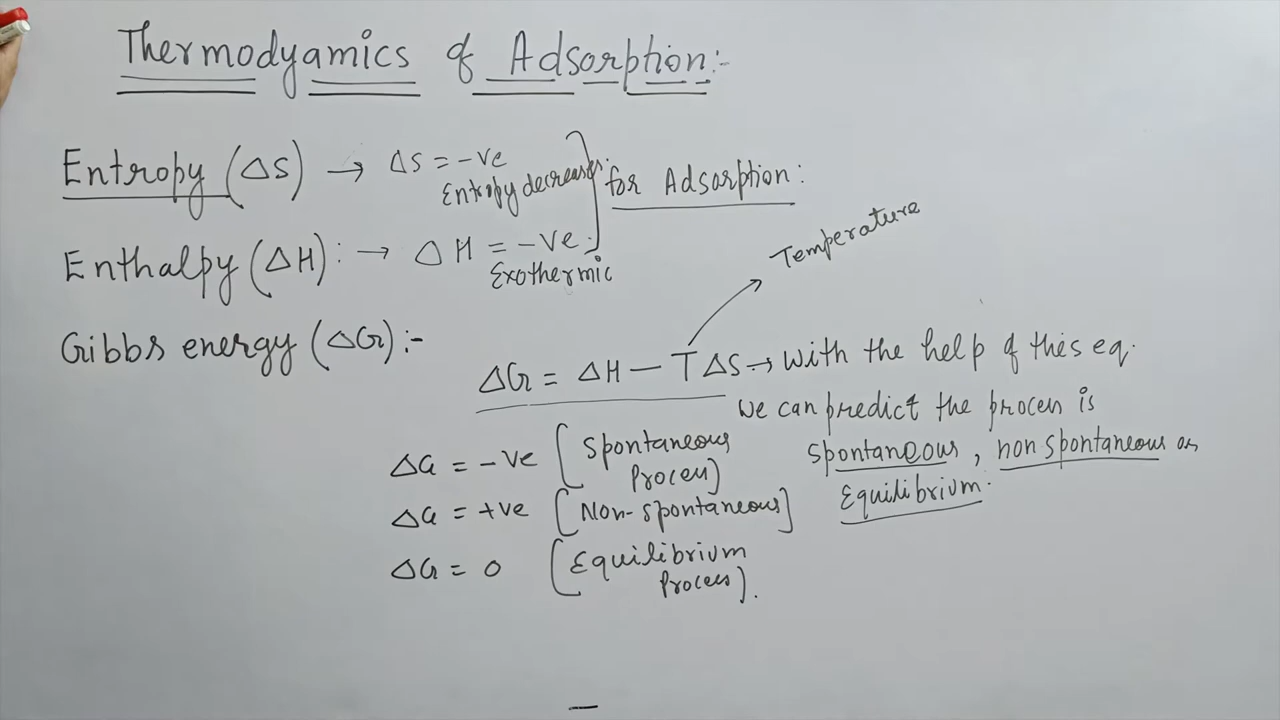 Thermodyamics of Adsorption:-
Entropy (ΔS) → ΔS = -ve
Entropy decreases.
for Adsorption:
Enthalpy (ΔH): → ΔH = -ve.
Exothermic
Temperature
Gibbs energy (ΔG):-
ΔG = ΔH - TΔS → With the help of this eq.
we can predict the process is
spontaneous, non spontaneous or
Equilibrium.
ΔG = -ve [Spontaneous
Process]
ΔG = +ve [Non-spontaneous]
ΔG = 0 [Equilibrium
Process].